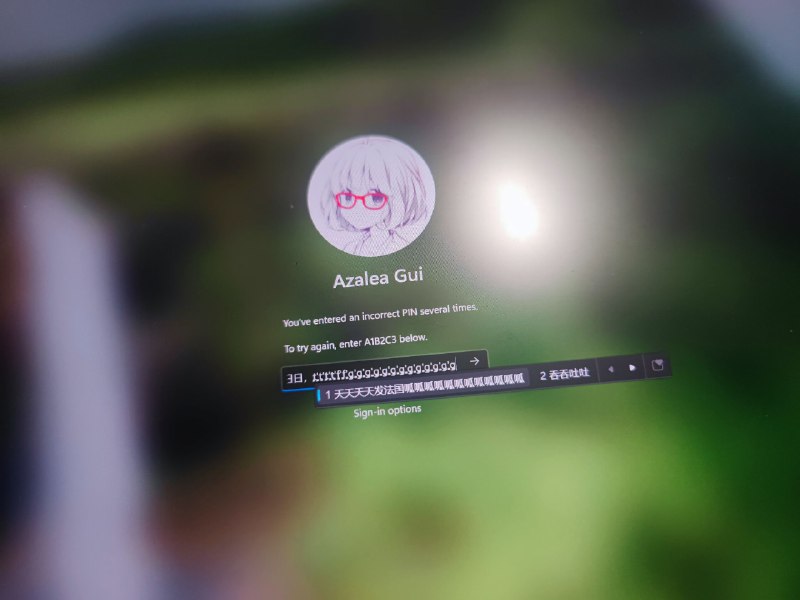 Azalea Gui
You've entered an incorrect PIN several times.
To try again, enter A1B2C3 below.
日, t't't't'f'f'g'g'g'g'g'g'g'g'g'g'g'g
1 天天天天发法国呱呱呱呱呱呱呱呱呱呱呱 2 吞吞吐吐
Sign-in options